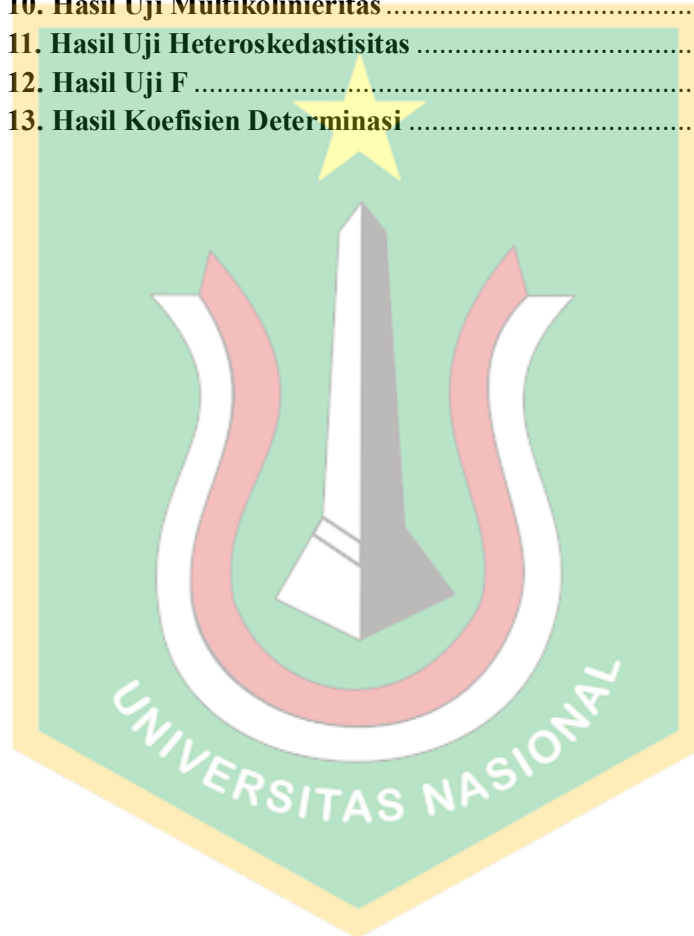 10. Hasil Uji Multikolinieritas ..........................................................
11. Hasil Uji Heteroskedastisitas ....................................................
12. Hasil Uji F ..............................................................................
13. Hasil Koefisien Determinasi .....................................................
UNIVERSITAS NASIONAL